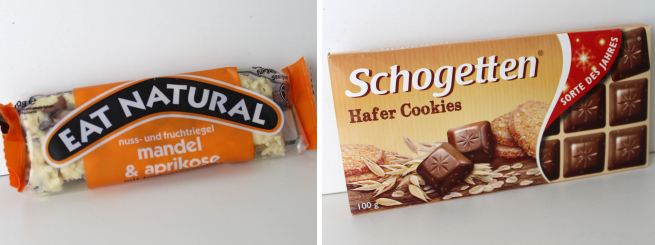 EAT NATURAL
nuss- und fruchtriegel
mandel
& aprikose
Schogetten®
Hafer Cookies
SORTE DES JAHRES
100 g